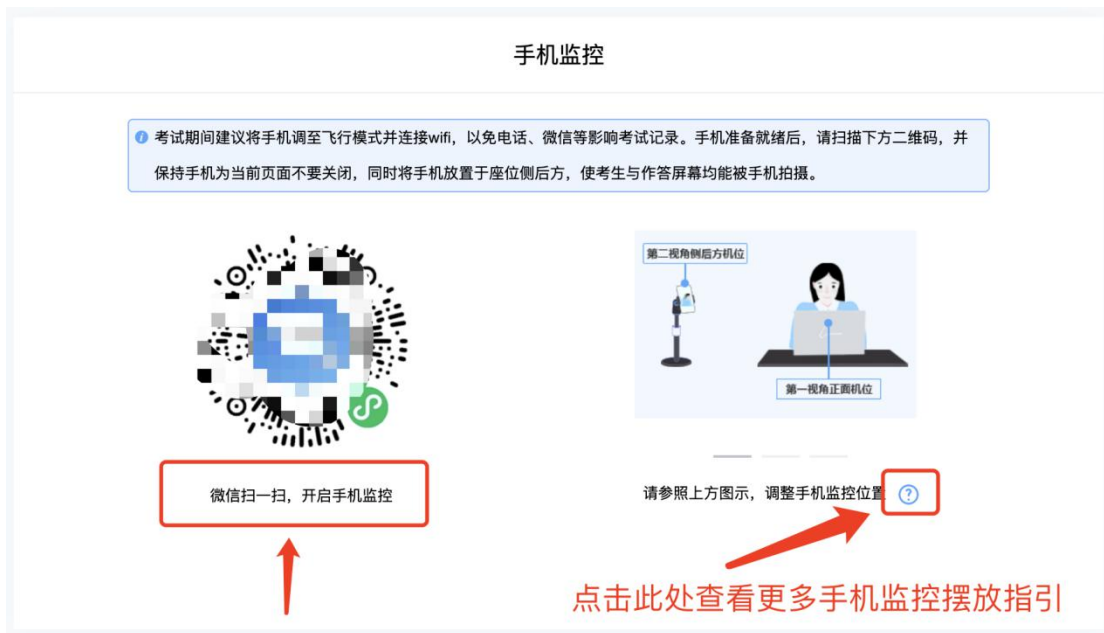 手机监控
考试期间建议将手机调至飞行模式并连接wifi，以免电话、微信等影响考试记录。手机准备就绪后，请扫描下方二维码，并
保持手机为当前页面不要关闭，同时将手机放置于座位侧后方，使考生与作答屏幕均能被手机拍摄。
第二视角侧后方机位
第一视角正面机位
微信扫一扫，开启手机监控
请参照上方图示，调整手机监控位置
点击此处查看更多手机监控摆放指引